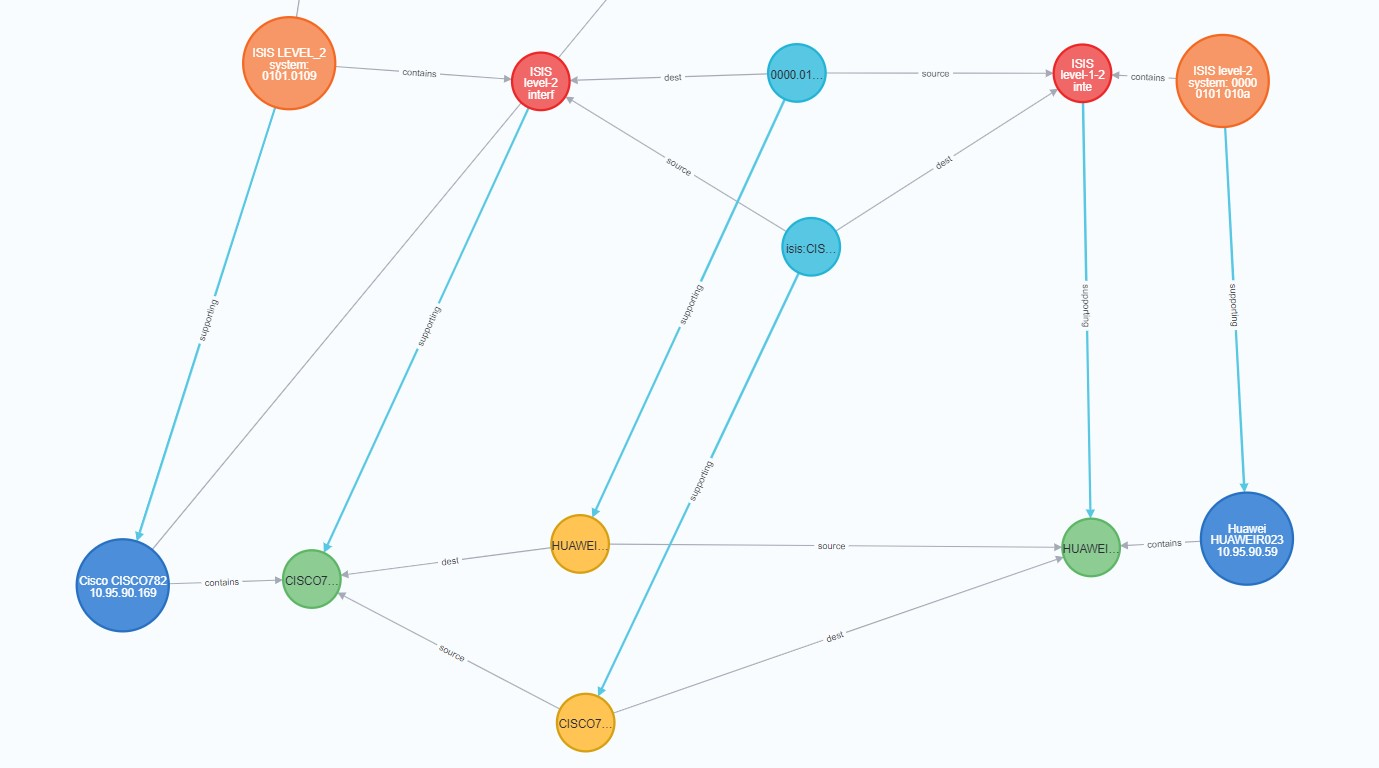 ISIS LEVEL_2
system:
0101.0109
contains
ISIS
level-2
interf
dest
0000.01...
source
ISIS
level-1-2
inte
contains
ISIS level-2
system: 0000
0101 010a
source
dest
isis:CIS...
supporting
supporting
supporting
supporting
supporting
supporting
Cisco CISCO782
10.95.90.169
contains
CISCO7...
dest
HUAWEI...
source
HUAWEI...
contains
Huawei
HUAWEIR023
10.95.90.59
source
dest
CISCO7...